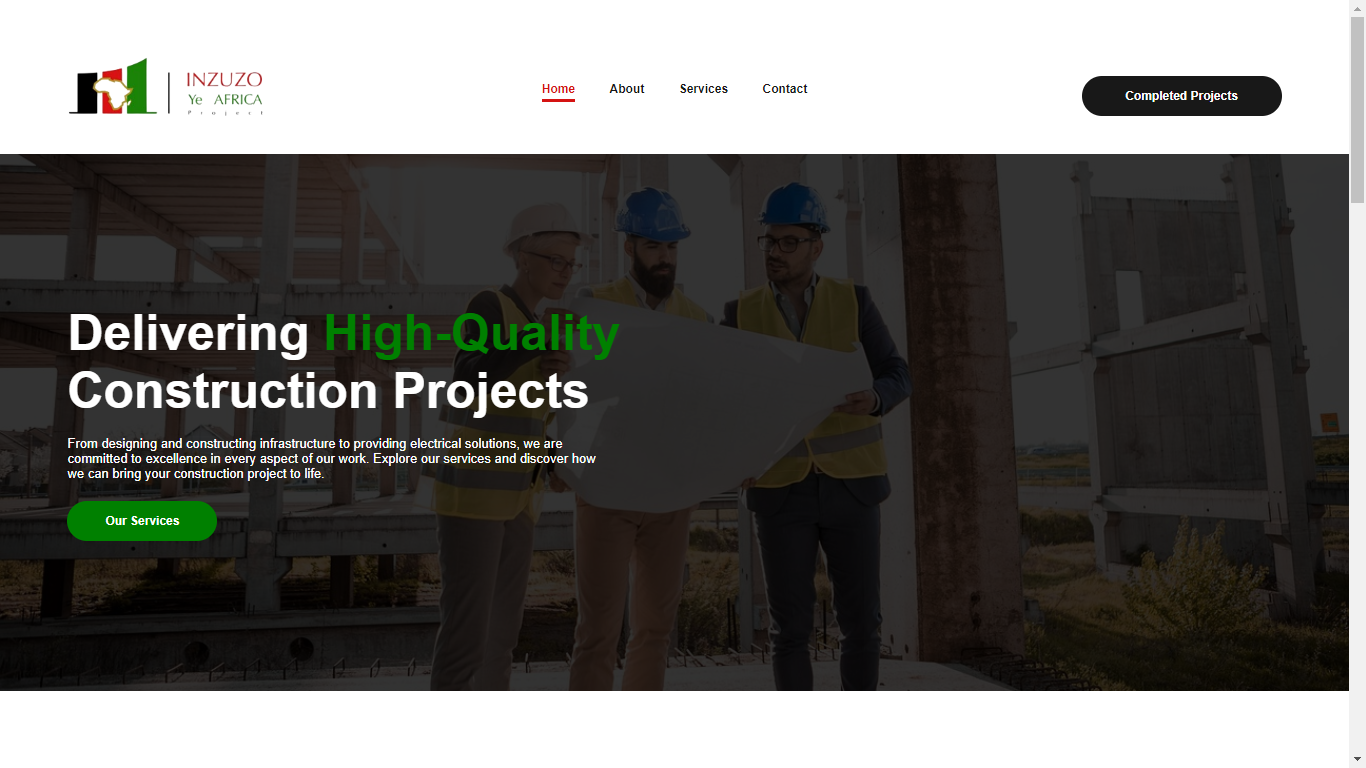 INZUZO
Ye AFRICA
Project
Home About Services Contact
Completed Projects
Delivering High-Quality
Construction Projects
From designing and constructing infrastructure to providing electrical solutions, we are
committed to excellence in every aspect of our work. Explore our services and discover how
we can bring your construction project to life.
Our Services